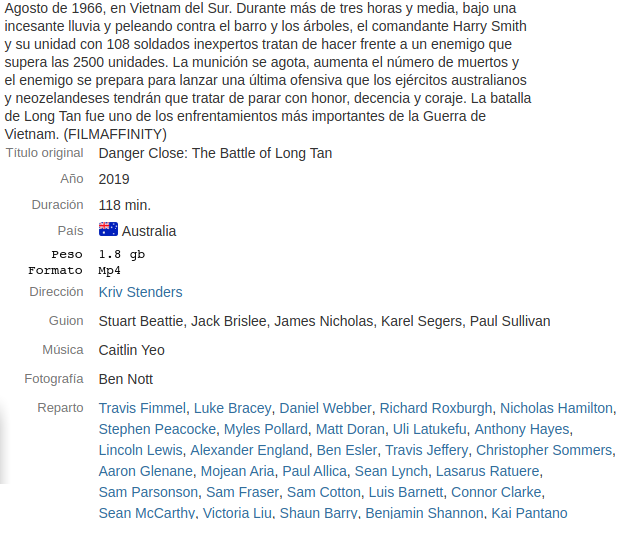 Agosto de 1966, en Vietnam del Sur. Durante más de tres horas y media, bajo una
incesante lluvia y peleando contra el barro y los árboles, el comandante Harry Smith
y su unidad con 108 soldados inexpertos tratan de hacer frente a un enemigo que
supera las 2500 unidades. La munición se agota, aumenta el número de muertos y
el enemigo se prepara para lanzar una última ofensiva que los ejércitos australianos
y neozelandeses tendrán que tratar de parar con honor, decencia y coraje. La batalla
de Long Tan fue uno de los enfrentamientos más importantes de la Guerra de
Vietnam. (FILMAFFINITY)
Título original Danger Close: The Battle of Long Tan
Año 2019
Duración 118 min.
País Australia
Peso 1.8 gb
Formato Mp4
Dirección Kriv Stenders
Guion Stuart Beattie, Jack Brislee, James Nicholas, Karel Segers, Paul Sullivan
Música Caitlin Yeo
Fotografía Ben Nott
Reparto Travis Fimmel, Luke Bracey, Daniel Webber, Richard Roxburgh, Nicholas Hamilton,
Stephen Peacocke, Myles Pollard, Matt Doran, Uli Latukefu, Anthony Hayes,
Lincoln Lewis, Alexander England, Ben Esler, Travis Jeffery, Christopher Sommers,
Aaron Glenane, Mojean Aria, Paul Allica, Sean Lynch, Lasarus Ratuere,
Sam Parsonson, Sam Fraser, Sam Cotton, Luis Barnett, Connor Clarke,
Sean McCarthy, Victoria Liu, Shaun Barry, Benjamin Shannon, Kai Pantano